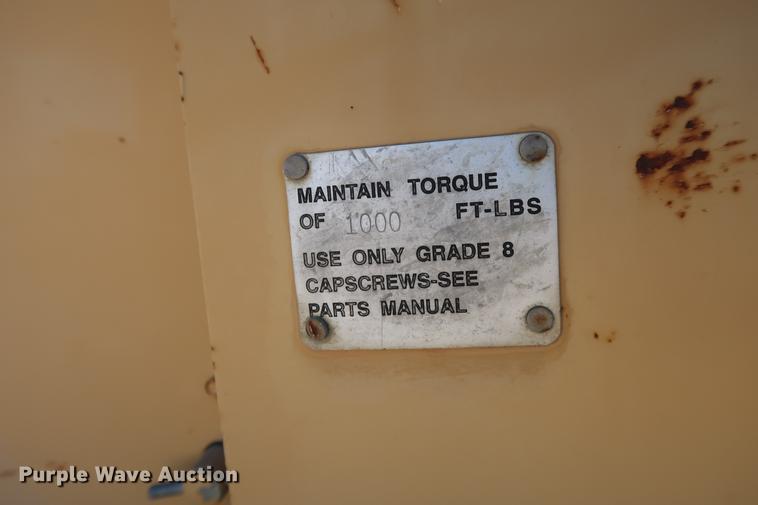 MAINTAIN TORQUE
OF 1000 FT-LBS
USE ONLY GRADE 8
CAPSCREWS-SEE
PARTS MANUAL
Purple Wave Auction